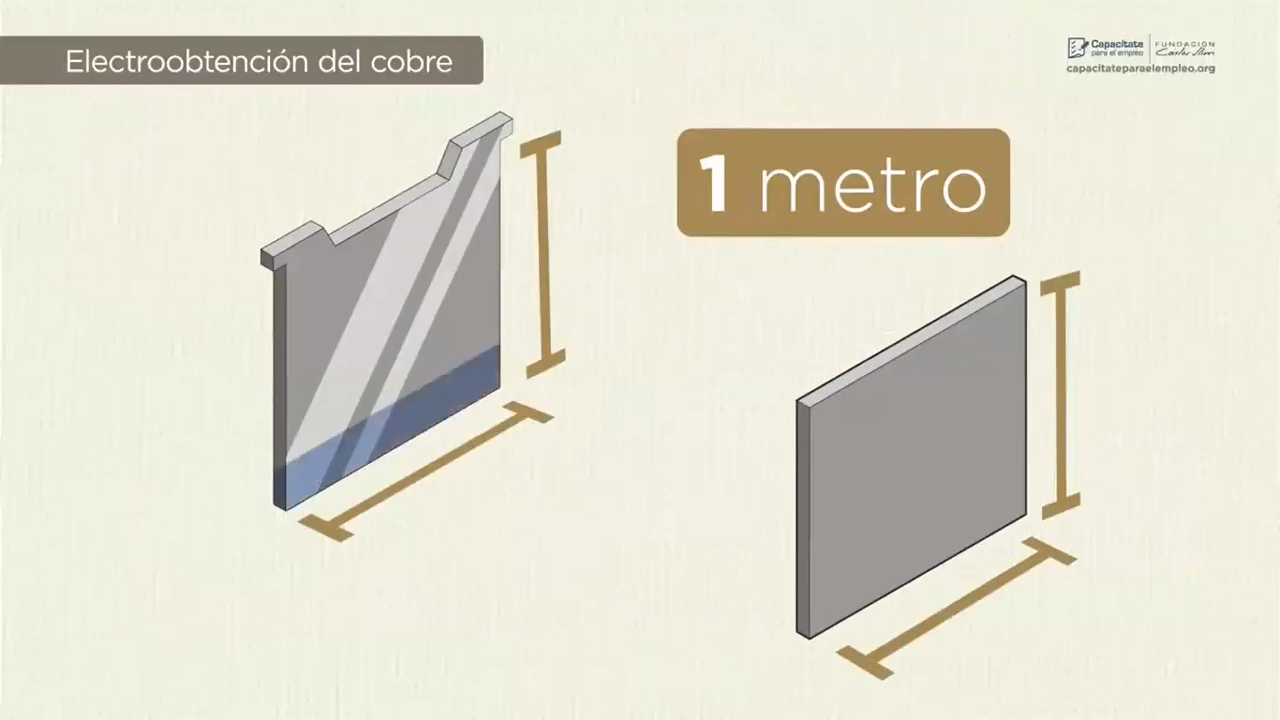 Electroobtención del cobre
Capacítate
para el empleo
FUNDACIÓN
Carlos Slim
capacitateparaelempleo.org
1 metro